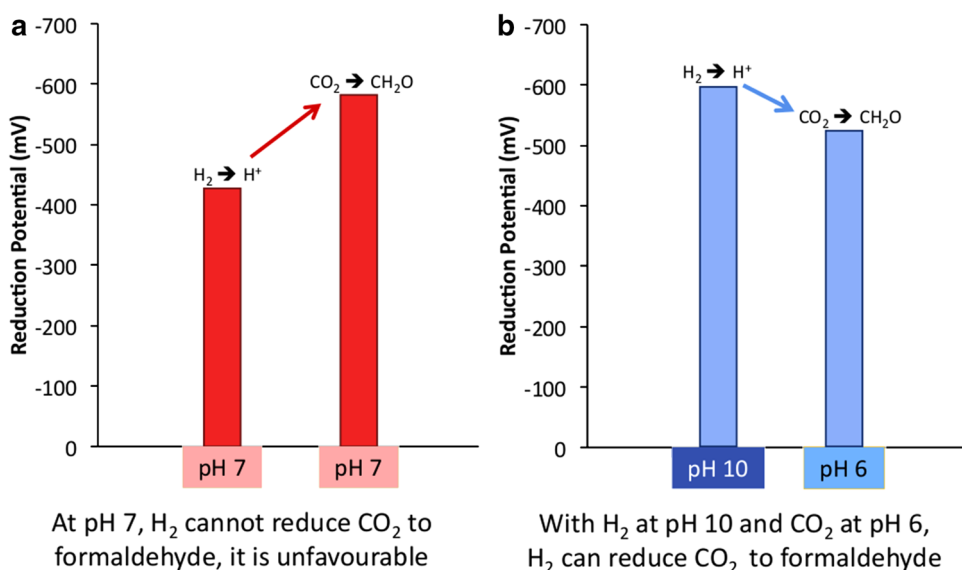 a
Reduction Potential (mV)
-700
-600
-500
-400
-300
-200
-100
0
H₂ ➔ H⁺
CO₂ ➔ CH₂O
pH 7
pH 7
At pH 7, H₂ cannot reduce CO₂ to
formaldehyde, it is unfavourable
b
Reduction Potential (mV)
-700
-600
-500
-400
-300
-200
-100
0
H₂ ➔ H⁺
CO₂ ➔ CH₂O
pH 10
pH 6
With H₂ at pH 10 and CO₂ at pH 6,
H₂ can reduce CO₂ to formaldehyde